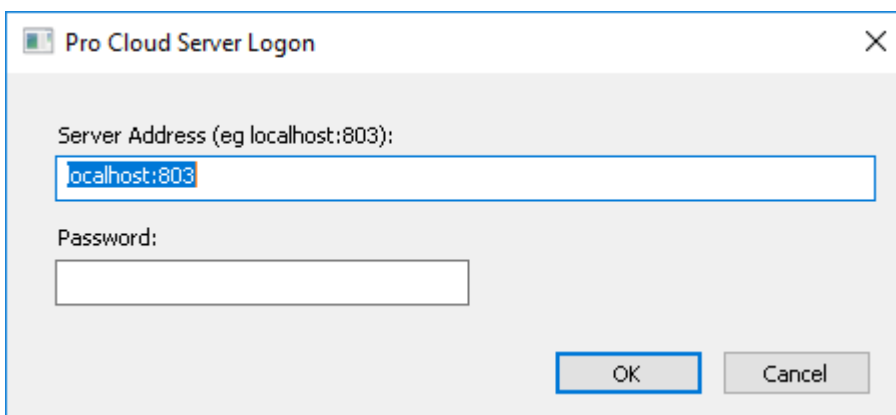 Pro Cloud Server Logon
Server Address (eg localhost:803):
localhost:803
Password:
OK Cancel